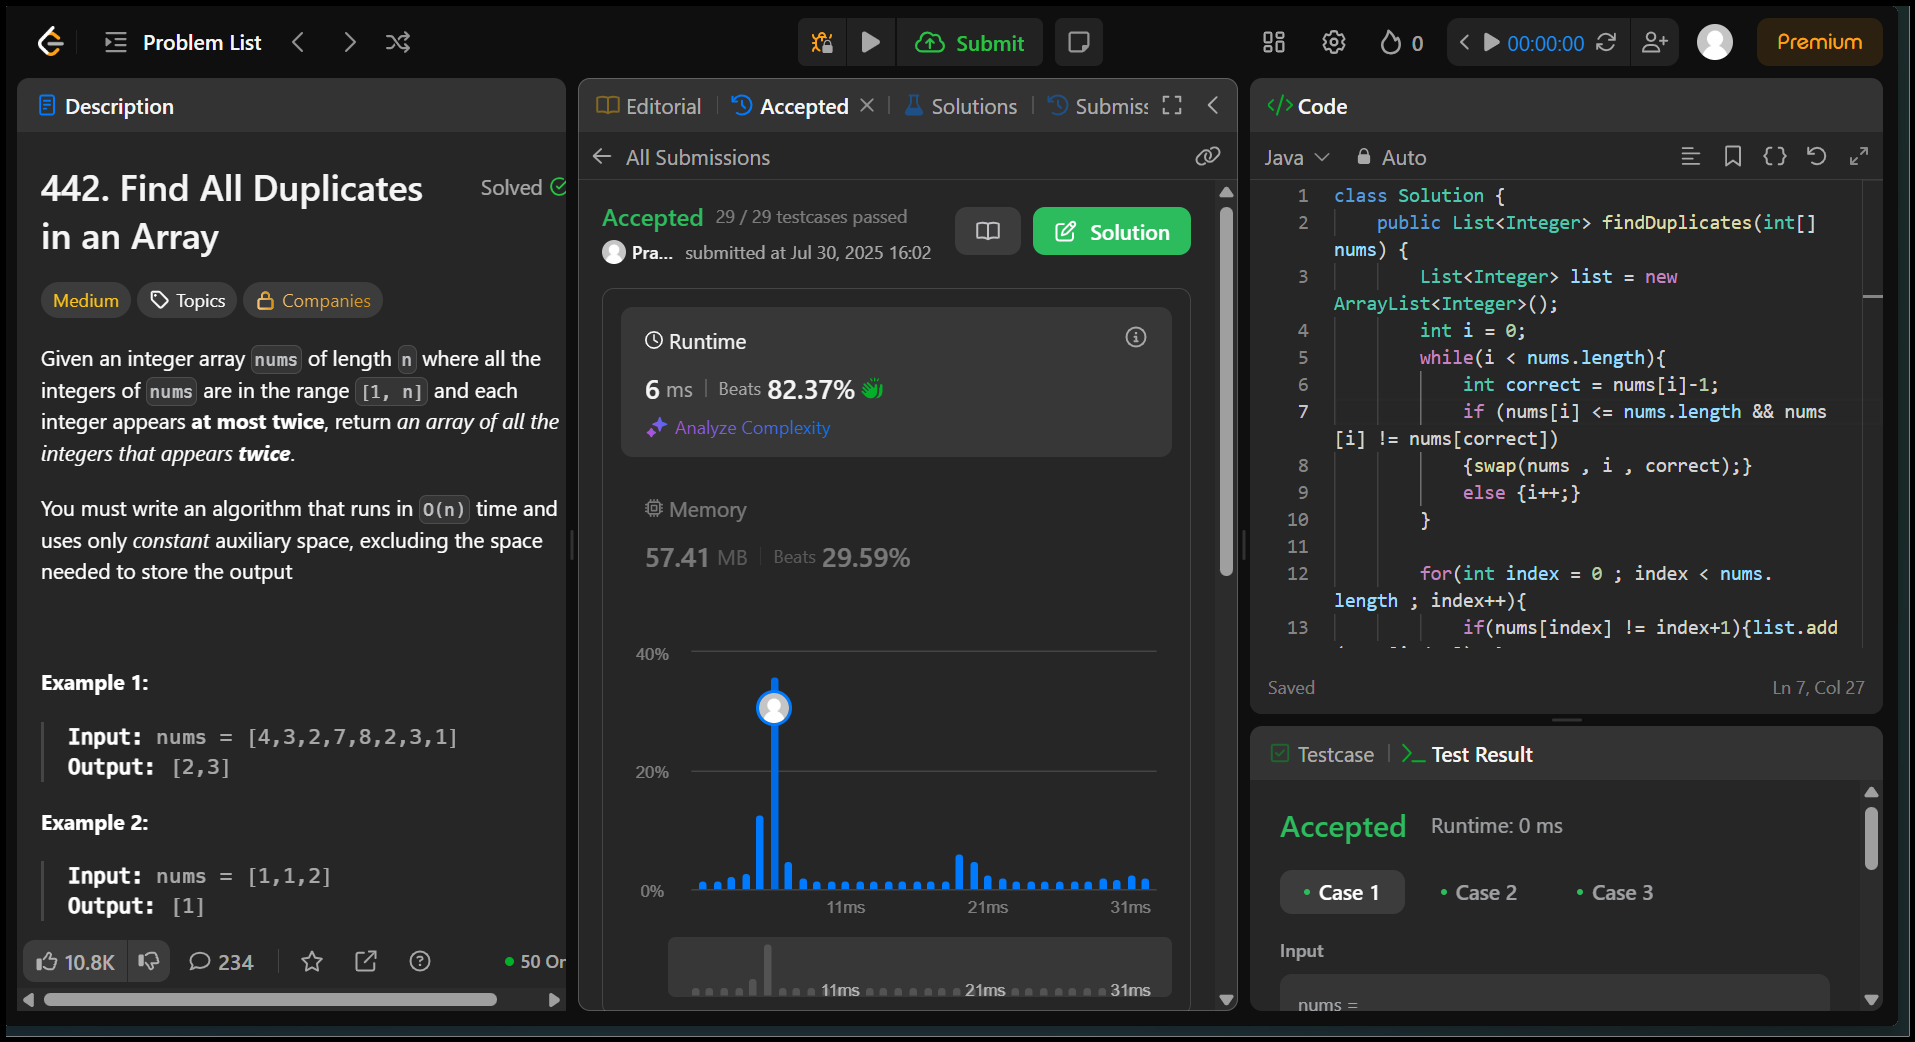 Problem List
Submit
0
00:00:00
Premium
Description
442. Find All Duplicates
in an Array
Solved
Medium
Topics
Companies
Given an integer array nums of length n where all the
integers of nums are in the range [1, n] and each
integer appears at most twice, return an array of all the
integers that appears twice.
You must write an algorithm that runs in O(n) time and
uses only constant auxiliary space, excluding the space
needed to store the output
Example 1:
Input: nums = [4,3,2,7,8,2,3,1]
Output: [2,3]
Example 2:
Input: nums = [1,1,2]
Output: [1]
10.8K
234
50 Or
Editorial
Accepted
Solutions
Submiss
All Submissions
Accepted 29 / 29 testcases passed
Pra... submitted at Jul 30, 2025 16:02
Solution
Runtime
6 ms Beats 82.37%
Analyze Complexity
Memory
57.41 MB Beats 29.59%
40%
20%
0%
11ms 21ms 31ms
11ms 21ms 31ms
Code
Java
Auto
1 class Solution {
2 public List<Integer> findDuplicates(int[]
nums) {
3 List<Integer> list = new
ArrayList<Integer>();
4 int i = 0;
5 while(i < nums.length){
6 int correct = nums[i]-1;
7 if (nums[i] <= nums.length && nums
[i] != nums[correct])
8 {swap(nums , i , correct);}
9 else {i++;}
10 }
11
12 for(int index = 0 ; index < nums.
length ; index++){
13 if(nums[index] != index+1){list.add
Saved
Ln 7, Col 27
Testcase
Test Result
Accepted Runtime: 0 ms
Case 1
Case 2
Case 3
Input
nums =